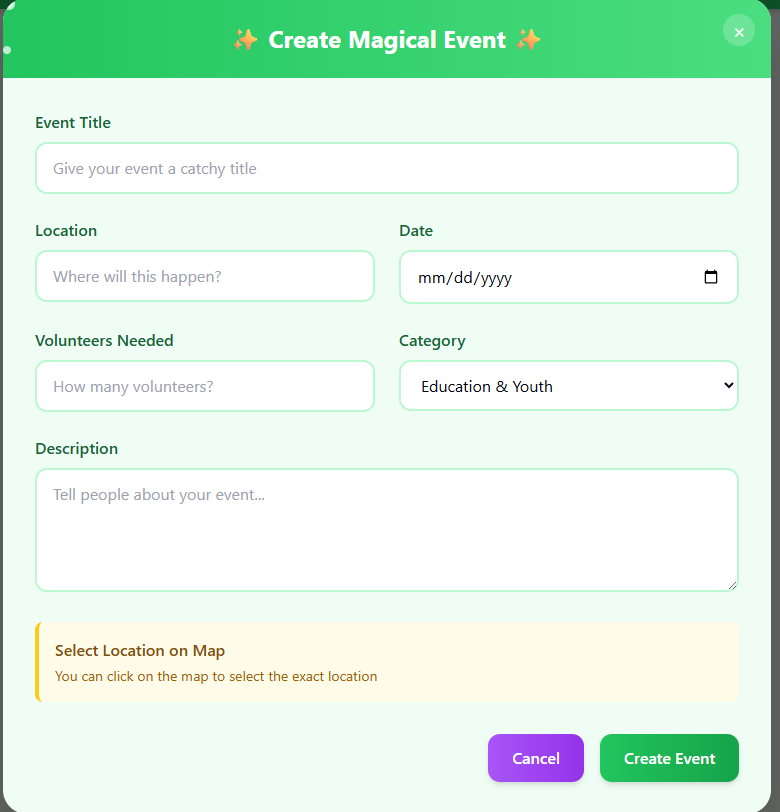 ✨ Create Magical Event ✨
×
Event Title
Give your event a catchy title
Location
Date
Where will this happen?
mm/dd/yyyy
Volunteers Needed
Category
How many volunteers?
Education & Youth
Description
Tell people about your event...
Select Location on Map
You can click on the map to select the exact location
Cancel
Create Event